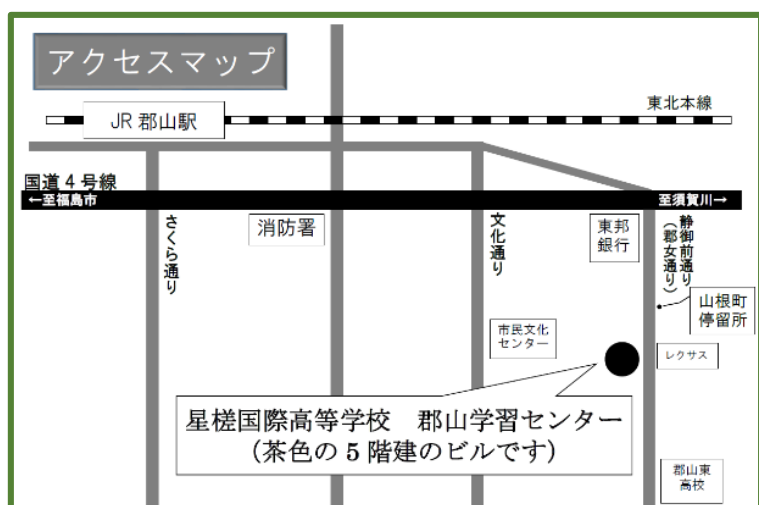 アクセスマップ
東北本線
JR 郡山駅
国道４号線
←至福島市
至須賀川→
さくら通り
消防署
文化通り
東邦
銀行
静御前通り
（郡女通り）
山根町
停留所
市民文化
センター
レクサス
星槎国際高等学校　郡山学習センター
（茶色の 5 階建のビルです）
郡山東
高校